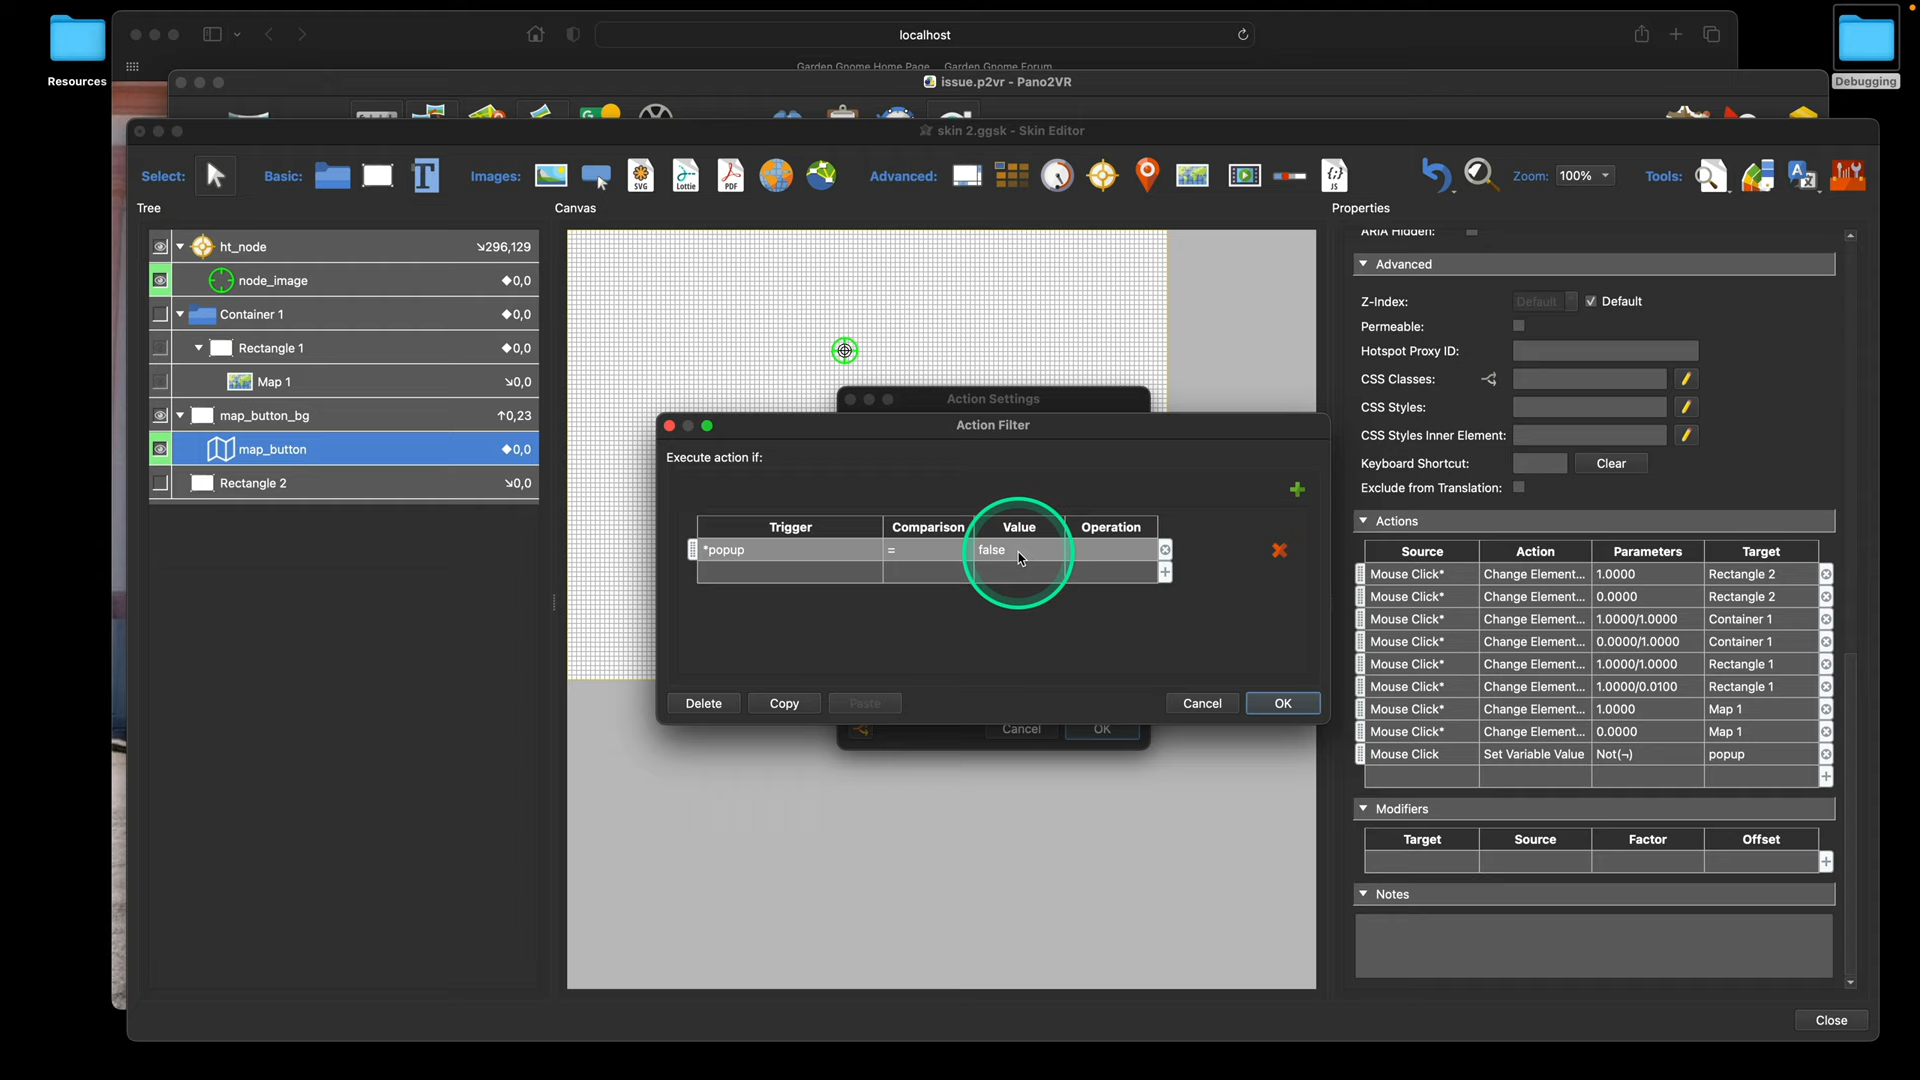 localhost
Garden Gnome Home Page Garden Gnome Forum
Resources
Debugging
issue.p2vr - Pano2VR
skin 2.ggsk - Skin Editor
Select: Basic: Images: SVG Lottie PDF Advanced: JS Zoom: 100% Tools:
Tree Canvas Properties
ht_node 296,129
node_image 0,0
Container 1 0,0
Rectangle 1 0,0
Map 1 0,0
map_button_bg 0,23
map_button 0,0
Rectangle 2 0,0
Action Settings
Action Filter
Execute action if:
Trigger Comparison Value Operation
*popup = false
Delete Copy Paste Cancel OK
Cancel OK
ARIA Hidden:
Advanced
Z-Index: Default Default
Permeable:
Hotspot Proxy ID:
CSS Classes:
CSS Styles:
CSS Styles Inner Element:
Keyboard Shortcut: Clear
Exclude from Translation:
Actions
Source Action Parameters Target
Mouse Click* Change Element... 1.0000 Rectangle 2
Mouse Click* Change Element... 0.0000 Rectangle 2
Mouse Click* Change Element... 1.0000/1.0000 Container 1
Mouse Click* Change Element... 0.0000/1.0000 Container 1
Mouse Click* Change Element... 1.0000/1.0000 Rectangle 1
Mouse Click* Change Element... 1.0000/0.0100 Rectangle 1
Mouse Click* Change Element... 1.0000 Map 1
Mouse Click* Change Element... 0.0000 Map 1
Mouse Click Set Variable Value Not(¬) popup
Modifiers
Target Source Factor Offset
Notes
Close